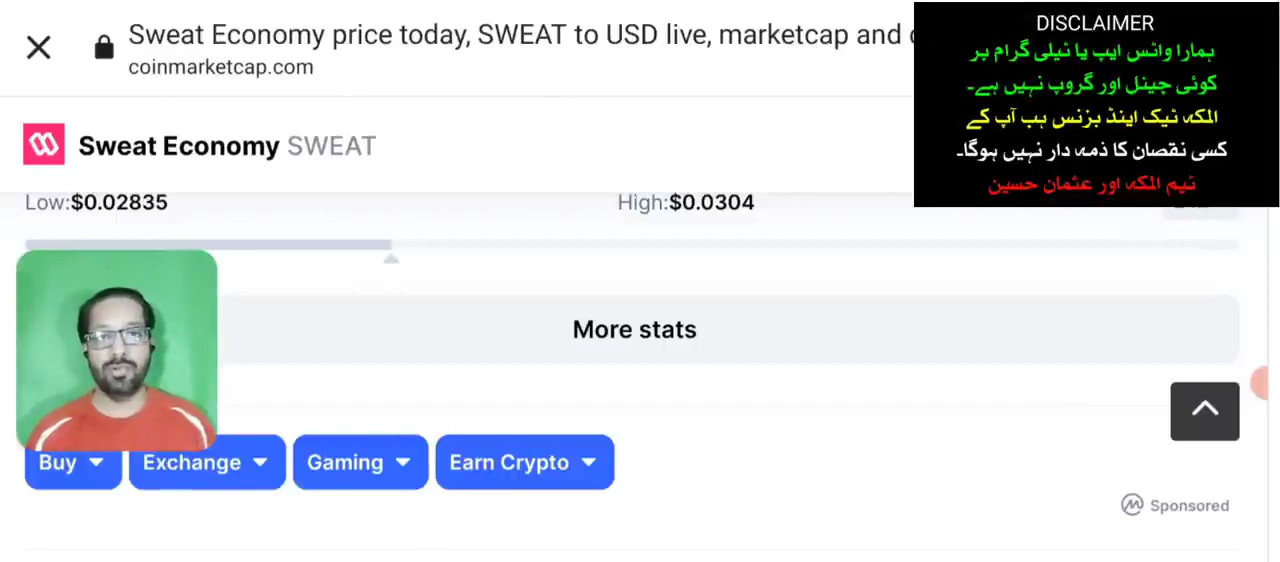 Sweat Economy price today, SWEAT to USD live, marketcap and
coinmarketcap.com
DISCLAIMER
ہمارا واٹس ایپ یا ٹیلی گرام پر
کوئی چینل اور گروپ نہیں ہے۔
المکہ ٹیک اینڈ بزنس ہب آپ کے
کسی نقصان کا ذمہ دار نہیں ہوگا۔
ٹیم المکہ اور عثمان حسین
Sweat Economy SWEAT
Low:$0.02835
High:$0.0304
More stats
Buy
Exchange
Gaming
Earn Crypto
Sponsored